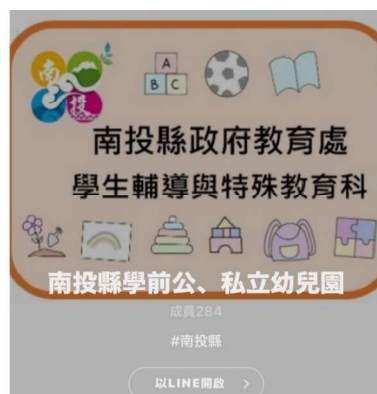 南投
A
B C
南投縣政府教育處
學生輔導與特殊教育科
南投縣學前公、私立幼兒園
成員284
#南投縣
以LINE開啟 >